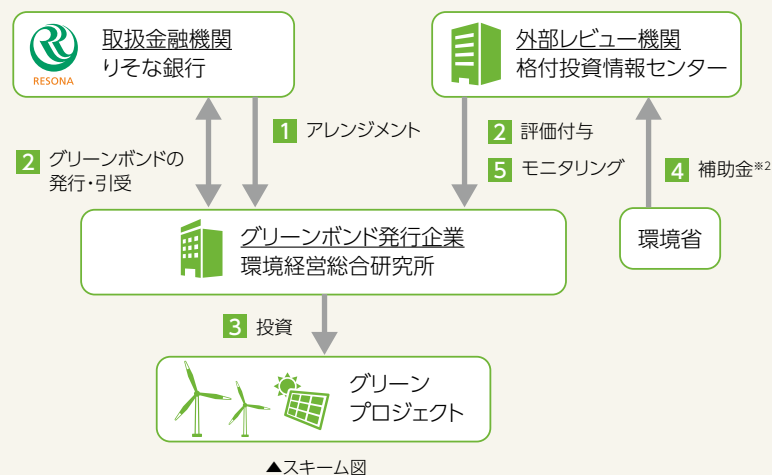 取扱金融機関
りそな銀行
RESONA
外部レビュー機関
格付投資情報センター
1 アレンジメント
2 グリーンボンドの
発行・引受
2 評価付与
5 モニタリング
4 補助金※2
グリーンボンド発行企業
環境経営総合研究所
環境省
3 投資
グリーン
プロジェクト
▲スキーム図